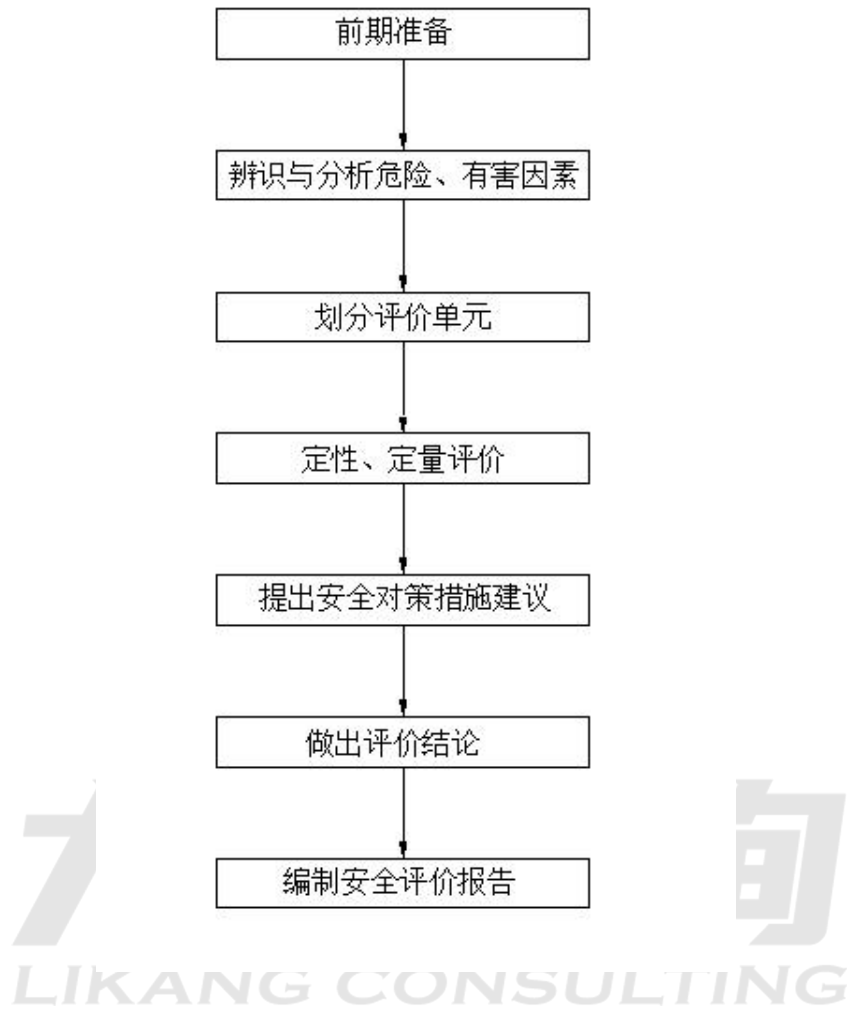 前期准备
辨识与分析危险、有害因素
划分评价单元
定性、定量评价
提出安全对策措施建议
做出评价结论
编制安全评价报告
LIKANG CONSULTING